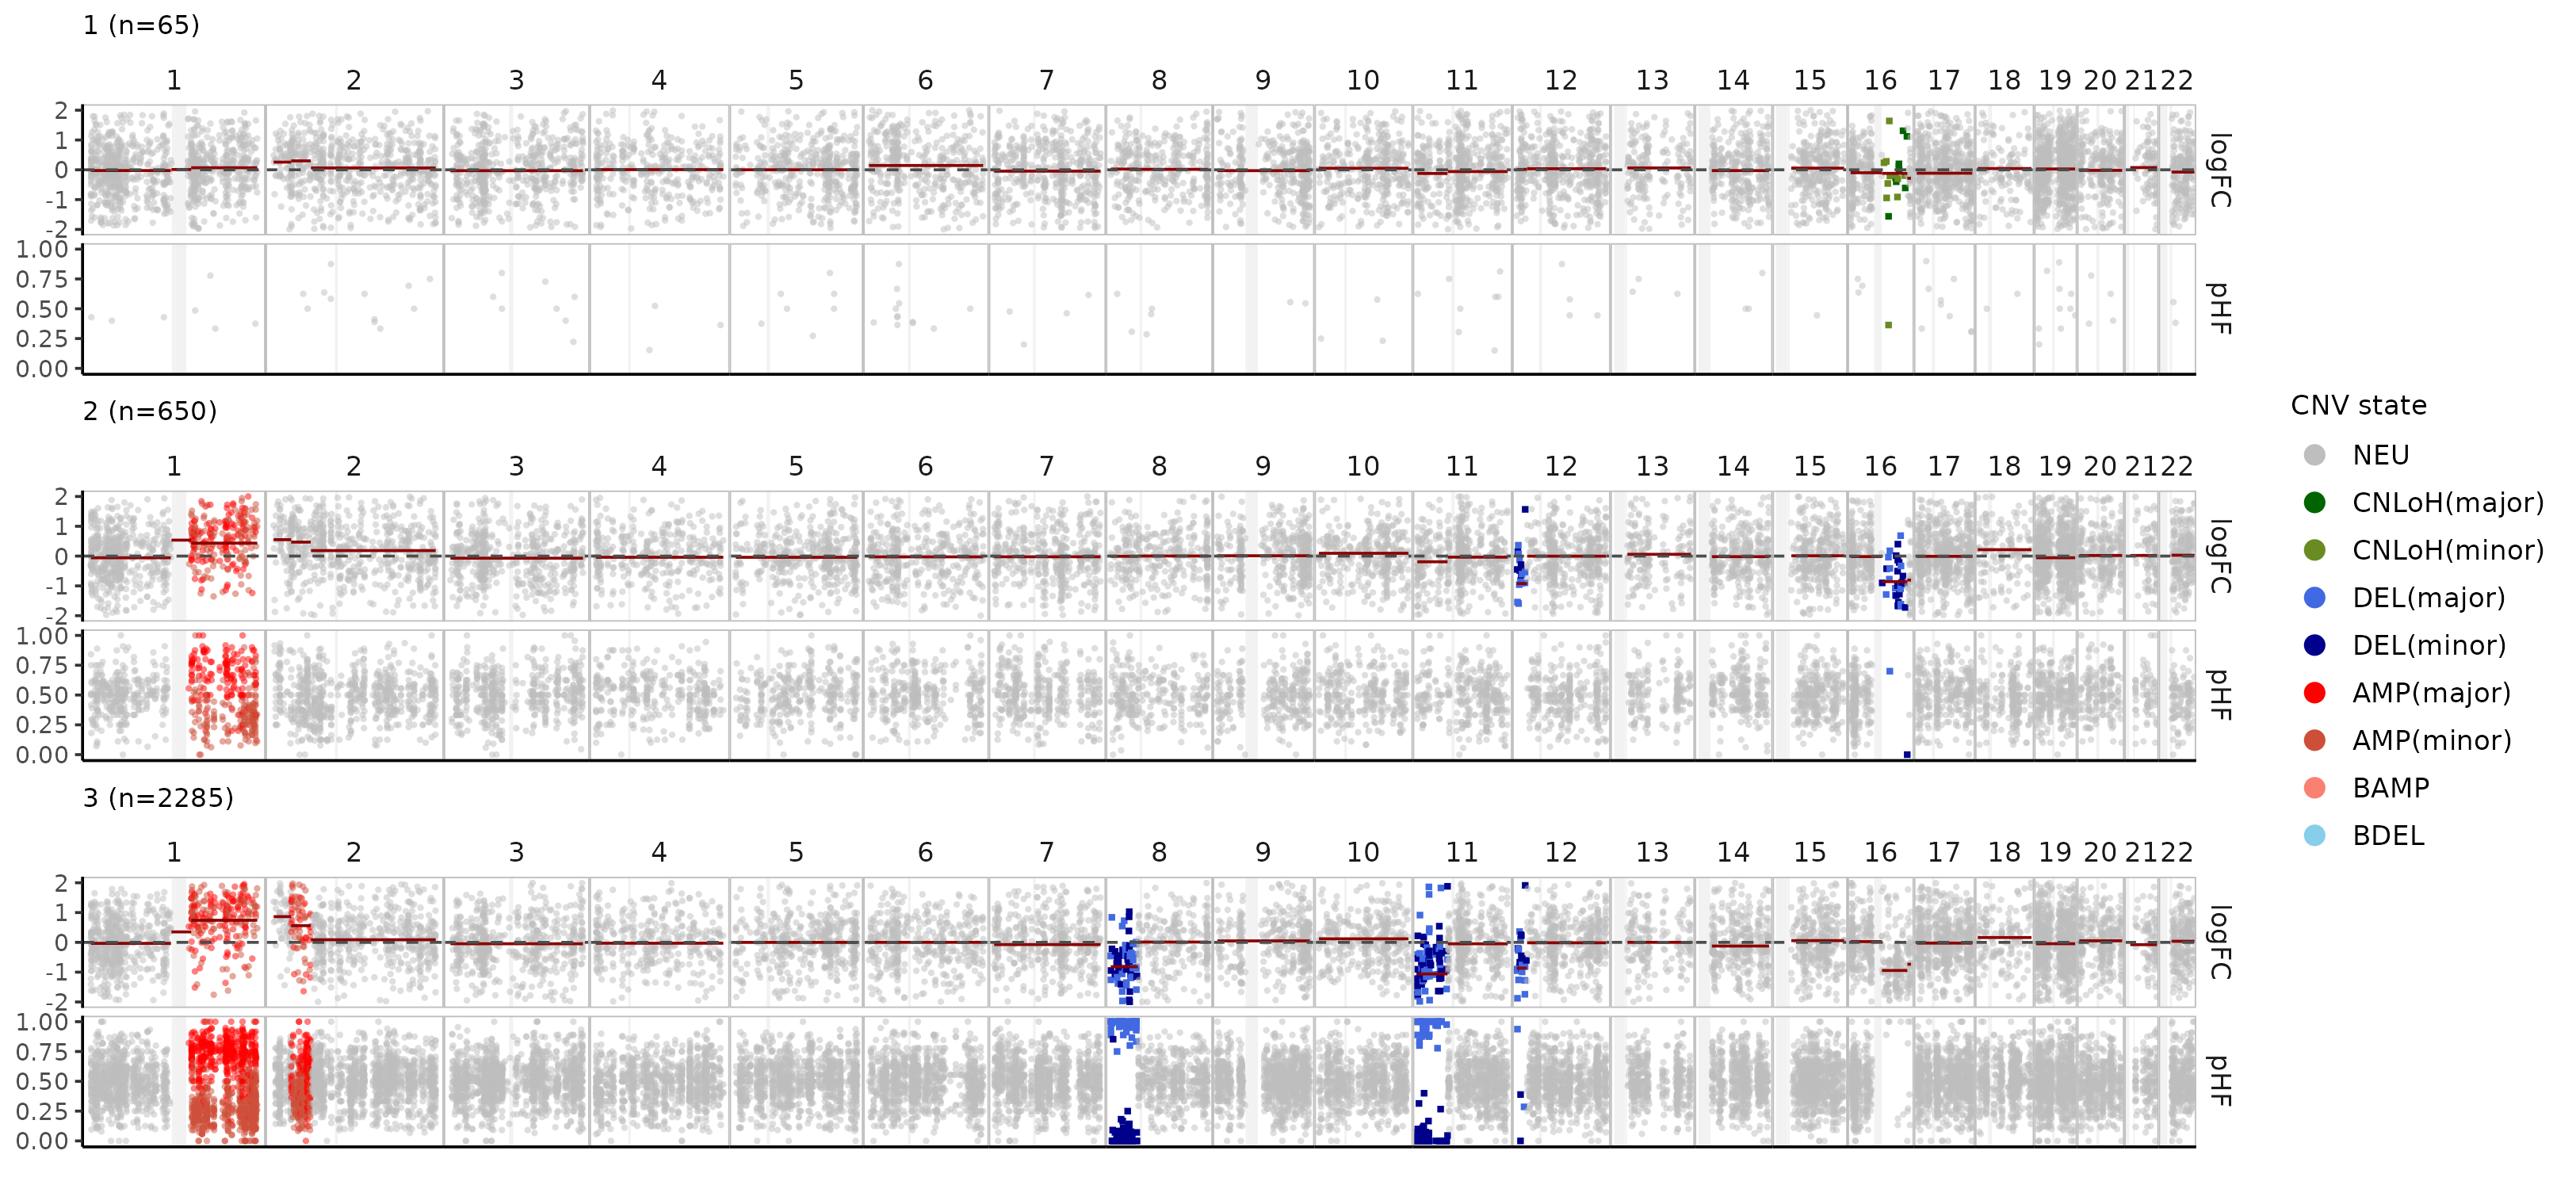 1 (n=65)
1 2 3 4 5 6 7 8 9 10 11 12 13 14 15 16 17 18 19 20 21 22
2
1
0
-1
-2
logFC
1.00
0.75
0.50
0.25
0.00
pHF
2 (n=650)
1 2 3 4 5 6 7 8 9 10 11 12 13 14 15 16 17 18 19 20 21 22
2
1
0
-1
-2
logFC
1.00
0.75
0.50
0.25
0.00
pHF
3 (n=2285)
1 2 3 4 5 6 7 8 9 10 11 12 13 14 15 16 17 18 19 20 21 22
2
1
0
-1
-2
logFC
1.00
0.75
0.50
0.25
0.00
pHF
CNV state
NEU
CNLoH(major)
CNLoH(minor)
DEL(major)
DEL(minor)
AMP(major)
AMP(minor)
BAMP
BDEL